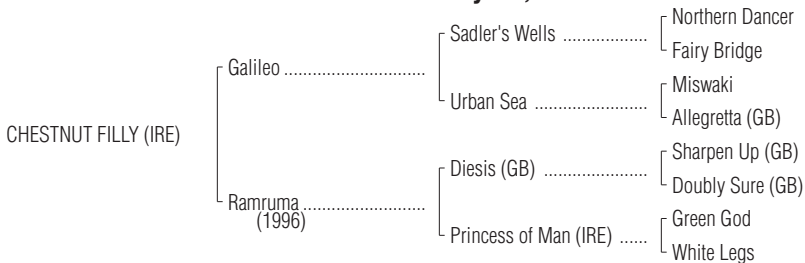 Northern Dancer
Sadler's Wells ..................
Fairy Bridge
Galileo ..............................
Miswaki
Urban Sea ........................
Allegretta (GB)
CHESTNUT FILLY (IRE)
Sharpen Up (GB)
Diesis (GB) ......................
Doubly Sure (GB)
Ramruma ..........................
(1996)
Green God
Princess of Man (IRE) ......
White Legs